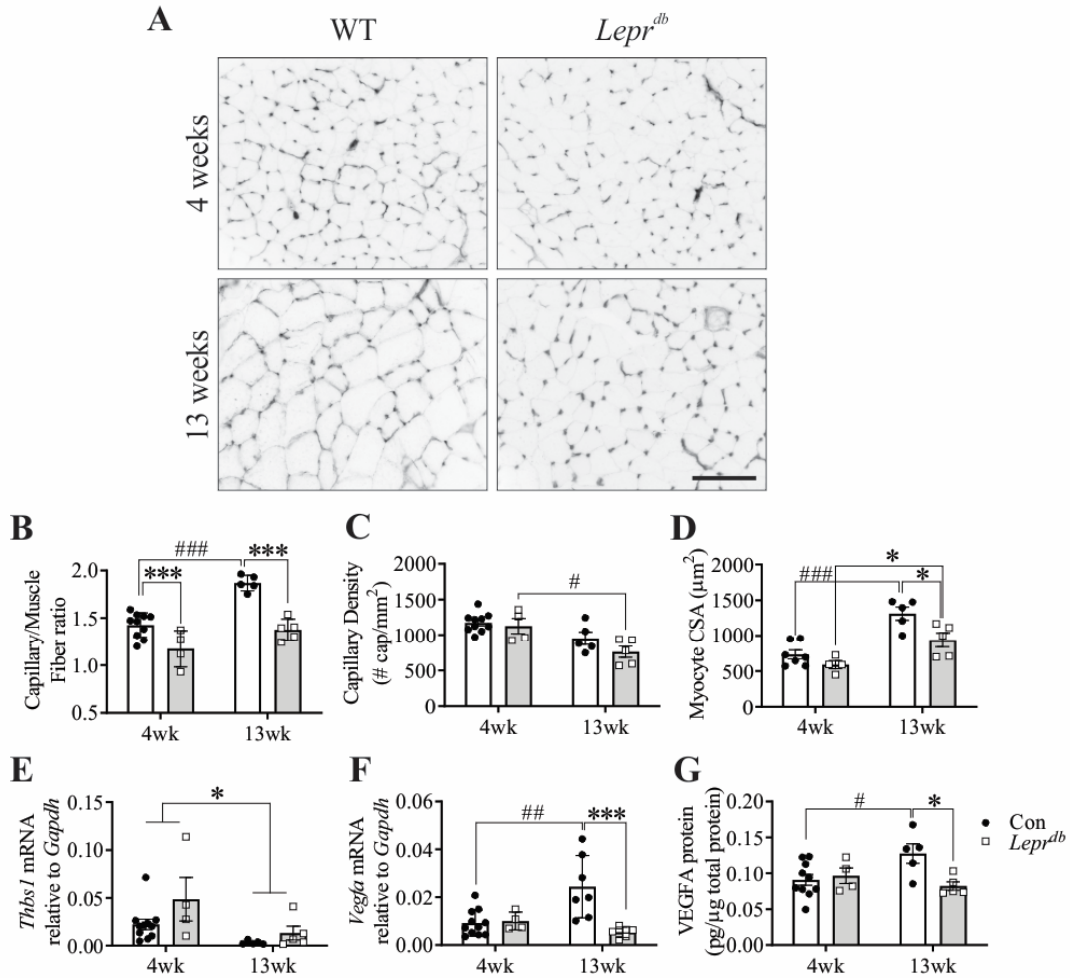 A
WT
Lepr^db
4 weeks
13 weeks
B
Capillary/Muscle
Fiber ratio
2.0
1.5
1.0
0.5
###
***
***
4wk
13wk
C
Capillary Density
(# cap/mm²)
2000
1500
1000
500
0
#
4wk
13wk
D
Myocyte CSA (µm²)
2000
1500
1000
500
0
###
*
*
4wk
13wk
E
Thbs1 mRNA
relative to Gapdh
0.15
0.10
0.05
0.00
*
4wk
13wk
F
Vegfa mRNA
relative to Gapdh
0.06
0.04
0.02
0.00
##
***
4wk
13wk
G
VEGFA protein
(pg/µg total protein)
0.20
0.15
0.10
0.05
0.00
#
*
4wk
13wk
Con
Lepr^db